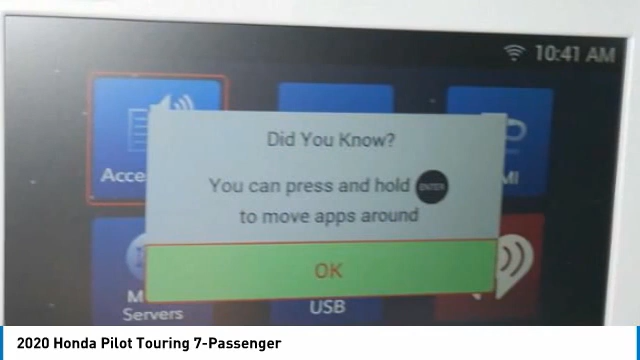 10:41 AM
Did You Know?
You can press and hold ENTER
to move apps around
OK
Servers
USB
2020 Honda Pilot Touring 7-Passenger